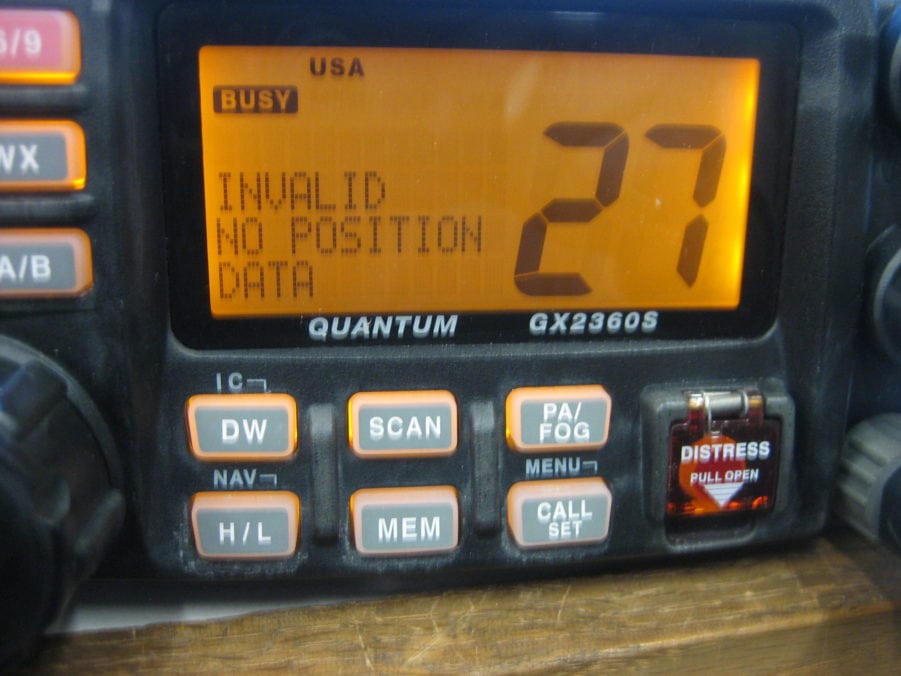 USA
BUSY
27
INVALID
NO POSITION
DATA
QUANTUM GX2360S
6/9
WX
A/B
IC
DW
SCAN
PA/
FOG
NAV
H/L
MEM
MENU
CALL
SET
DISTRESS
PULL OPEN